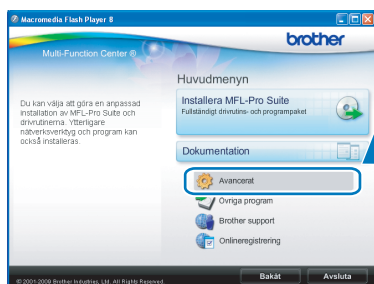 Macromedia Flash Player 8
brother
Multi-Function Center ®
Huvudmenyn
Installera MFL-Pro Suite
Fullständigt drivrutins- och programpaket
Du kan välja att göra en anpassad
installation av MFL-Pro Suite och
drivrutinerna. Ytterligare
nätverksverktyg och program kan
också installeras.
Dokumentation
Avancerat
Övriga program
Brother support
Onlineregistrering
© 2001-2008 Brother Industries, Ltd. All Rights Reserved.
Bakåt
Avsluta